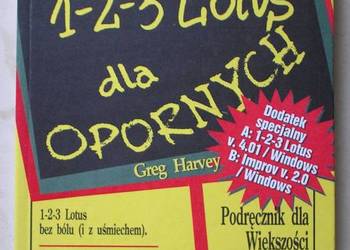 1-2-3 Lotus
dla
OPORNYCH
Greg Harvey
Dodatek
specjalny
A: 1-2-3 Lotus
v. 4.01 / Windows
B: Improv v. 2.0
/ Windows
1-2-3 Lotus
bez bólu (i z uśmiechem).
Podręcznik dla
Większości